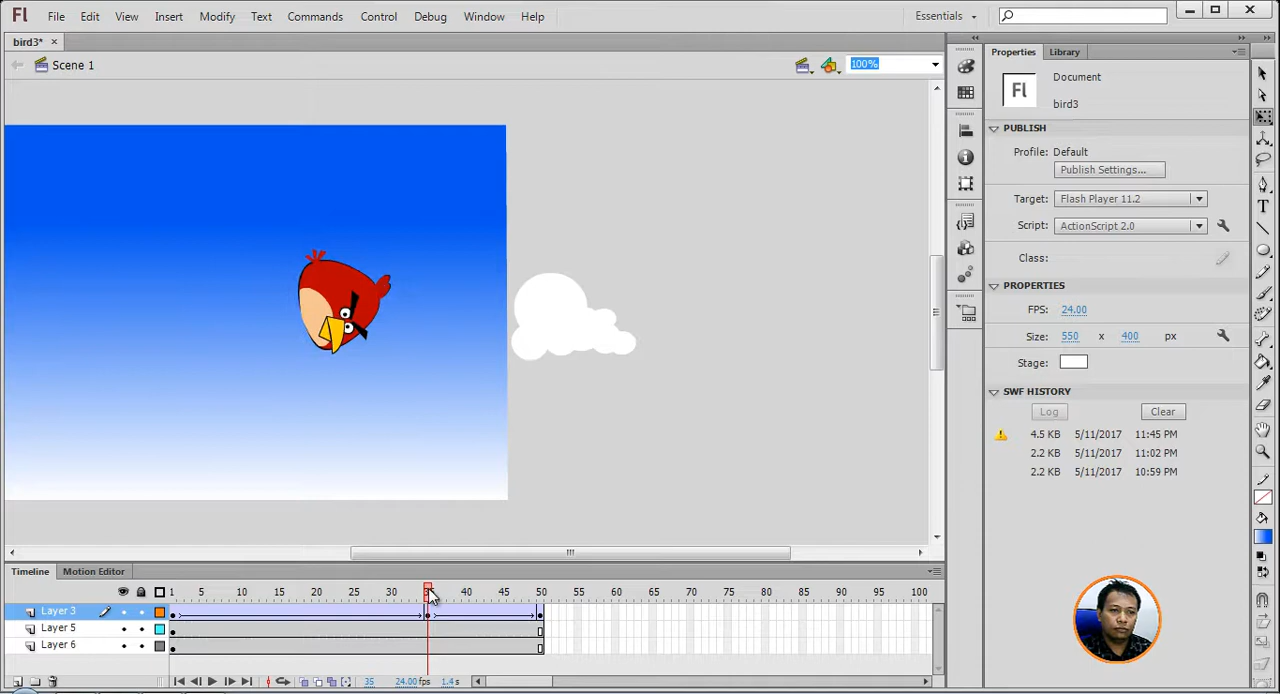 Fl File Edit View Insert Modify Text Commands Control Debug Window Help Essentials
bird3* ×
Scene 1 100%
Properties Library
Fl Document
bird3
PUBLISH
Profile: Default
Publish Settings...
Target: Flash Player 11.2
Script: ActionScript 2.0
Class:
PROPERTIES
FPS: 24.00
Size: 550 x 400 px
Stage:
SWF HISTORY
Log Clear
4.5 KB 5/11/2017 11:45 PM
2.2 KB 5/11/2017 11:02 PM
2.2 KB 5/11/2017 10:59 PM
Timeline Motion Editor
1 5 10 15 20 25 30 40 45 50 55 60 65 70 75 80 85 90 95 100
Layer 3
Layer 5
Layer 6
35 24.00fps 1.4s